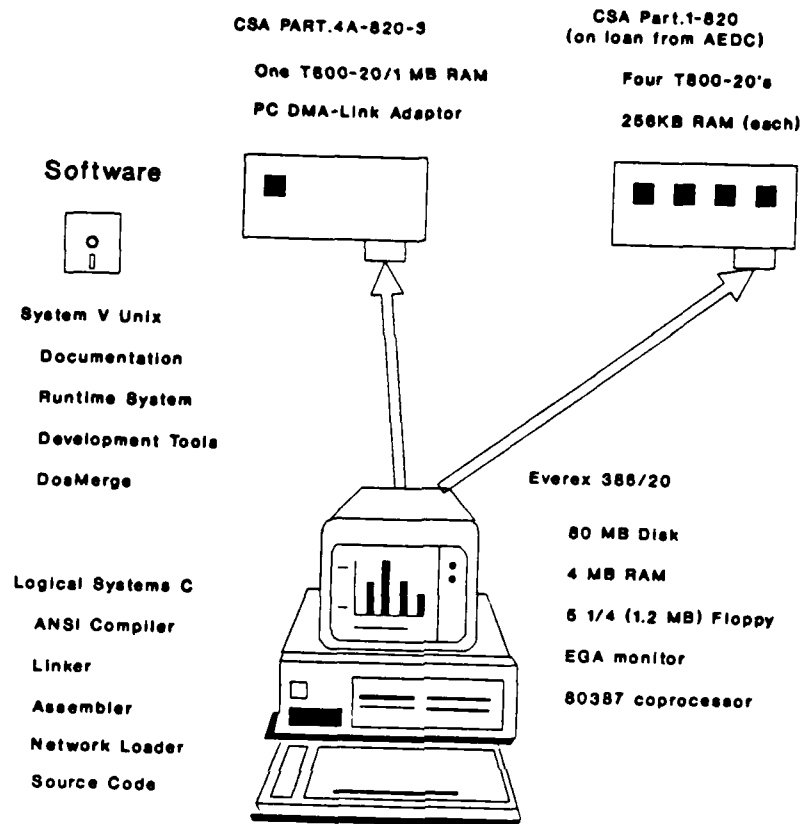 CSA PART.4A-820-3
One T800-20/1 MB RAM
PC DMA-Link Adaptor
CSA Part.1-820
(on loan from AEDC)
Four T800-20's
256KB RAM (each)
Software
System V Unix
Documentation
Runtime System
Development Tools
DosMerge
Logical Systems C
ANSI Compiler
Linker
Assembler
Network Loader
Source Code
Everex 386/20
80 MB Disk
4 MB RAM
5 1/4 (1.2 MB) Floppy
EGA monitor
80387 coprocessor